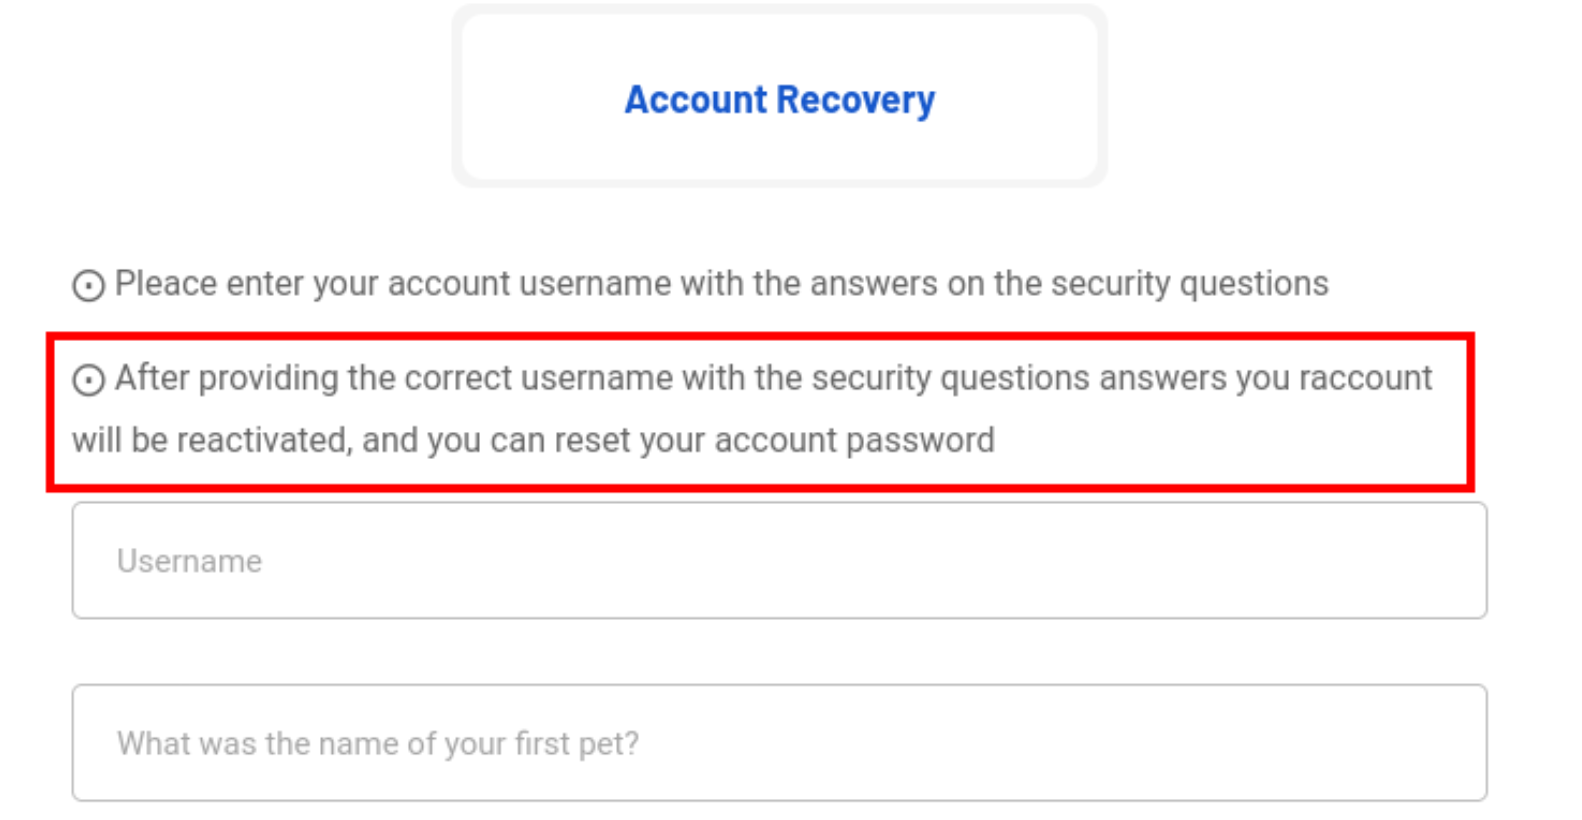 Account Recovery
Pleace enter your account username with the answers on the security questions
After providing the correct username with the security questions answers you raccount
will be reactivated, and you can reset your account password
Username
What was the name of your first pet?